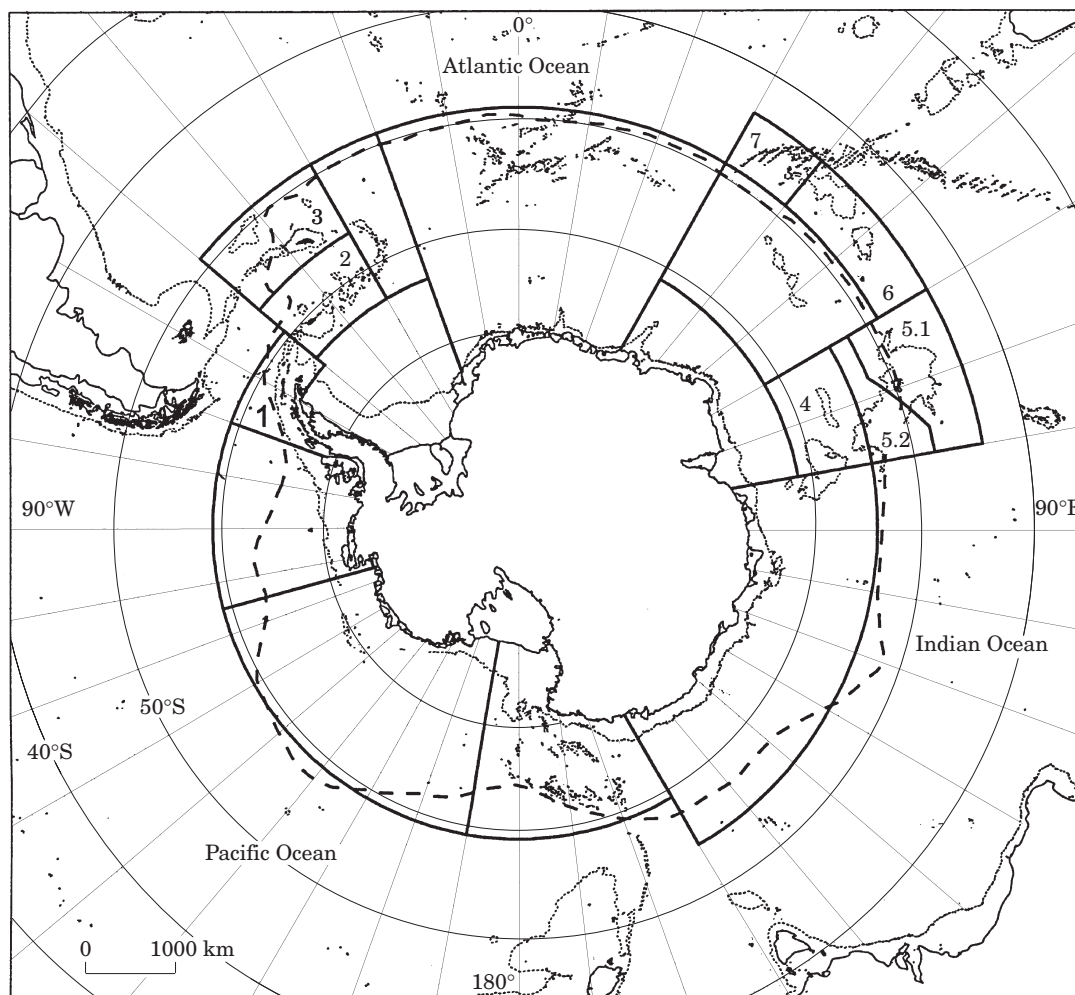 0°
Atlantic Ocean
7
3
2
6
5.1
4
1
5.2
90°W
90°E
Indian Ocean
50°S
40°S
Pacific Ocean
0 1000 km
180°